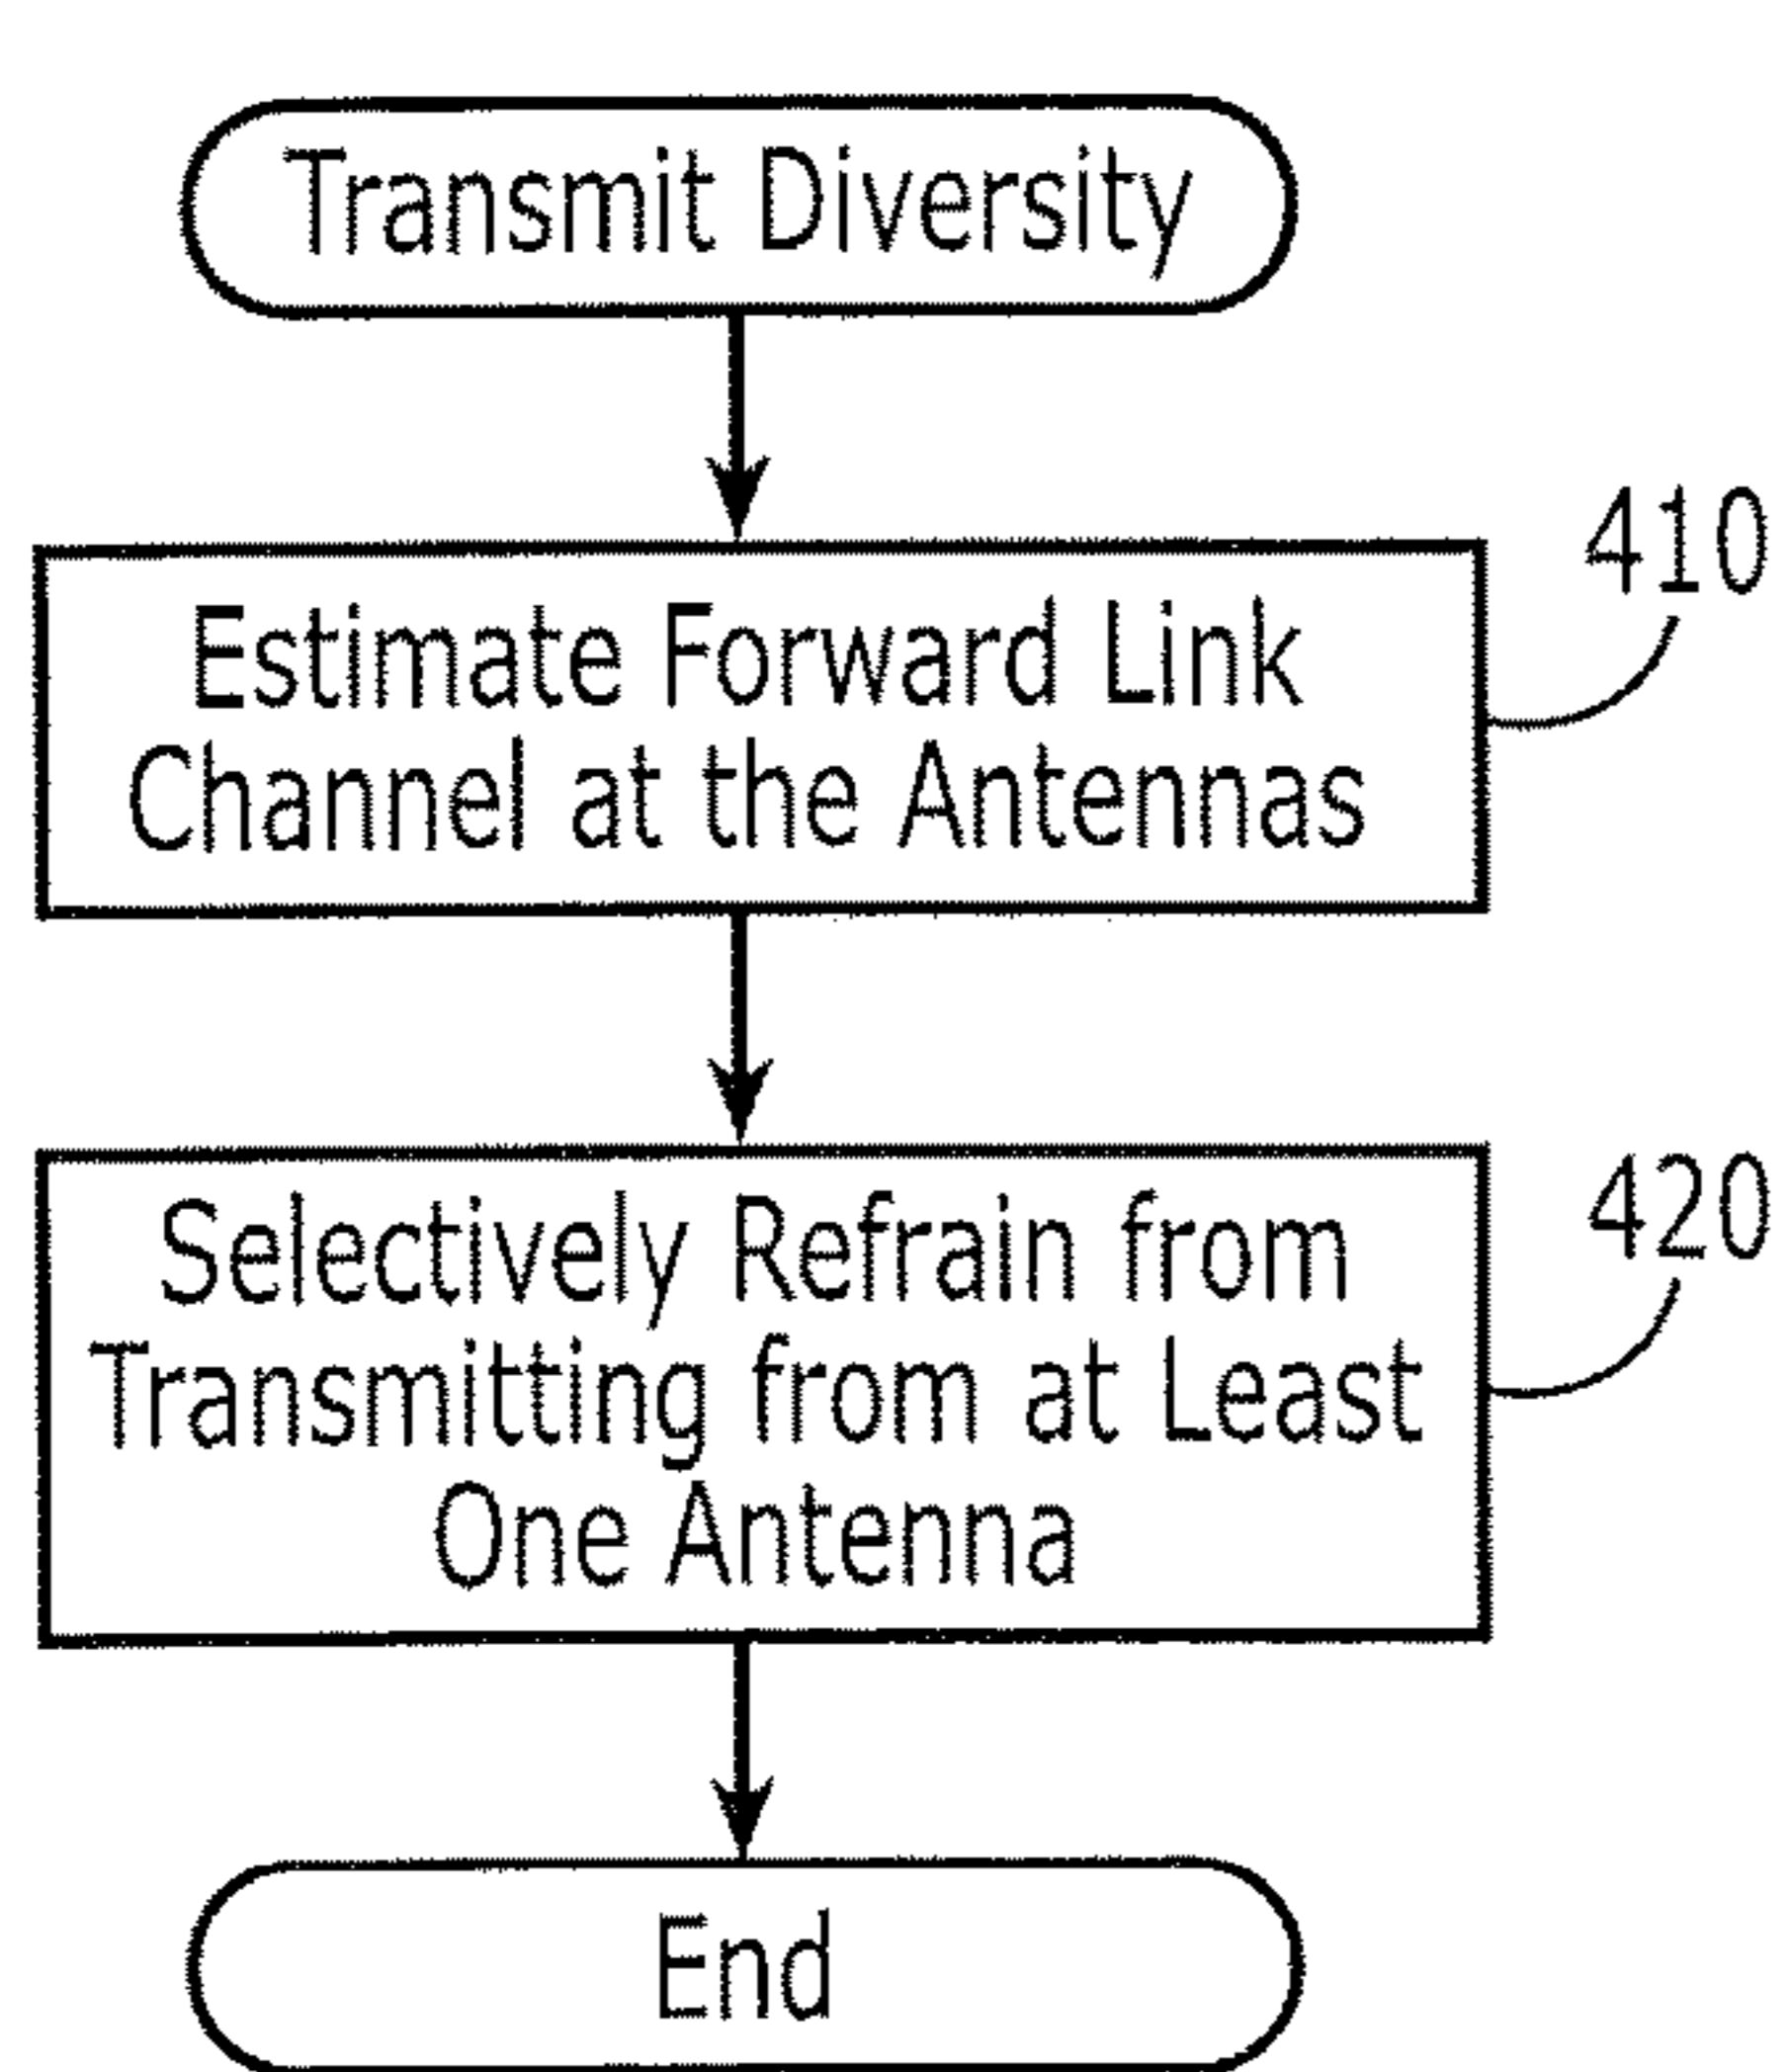 Transmit Diversity
410
Estimate Forward Link
Channel at the Antennas
420
Selectively Refrain from
Transmitting from at Least
One Antenna
End